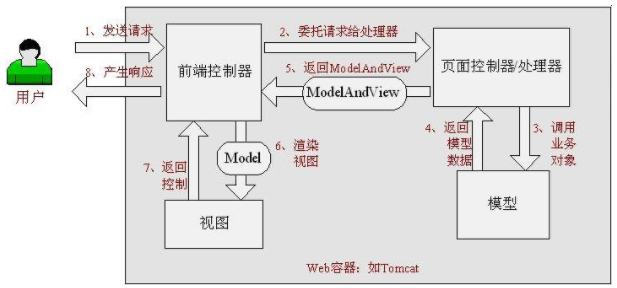 1、发送请求
2、委托请求给处理器
8、产生响应
用户
前端控制器
5、返回ModelAndView
ModelAndView
页面控制器/处理器
7、返回
控制
Model
6、渲染
视图
4、返回
模型
数据
3、调用
业务
对象
视图
模型
Web容器：如Tomcat